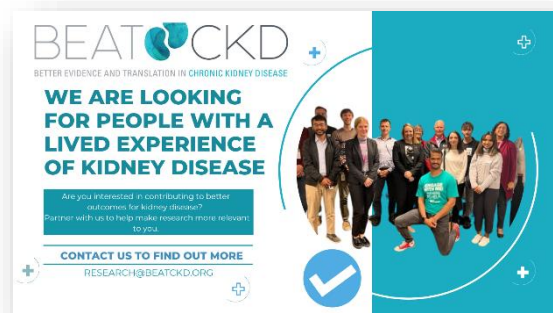 BEAT CKD
BETTER EVIDENCE AND TRANSLATION IN CHRONIC KIDNEY DISEASE
WE ARE LOOKING
FOR PEOPLE WITH A
LIVED EXPERIENCE
OF KIDNEY DISEASE
Are you interested in contributing to better
outcomes for kidney disease?
Partner with us to help make research more relevant
to you.
CONTACT US TO FIND OUT MORE
RESEARCH@BEATCKD.ORG